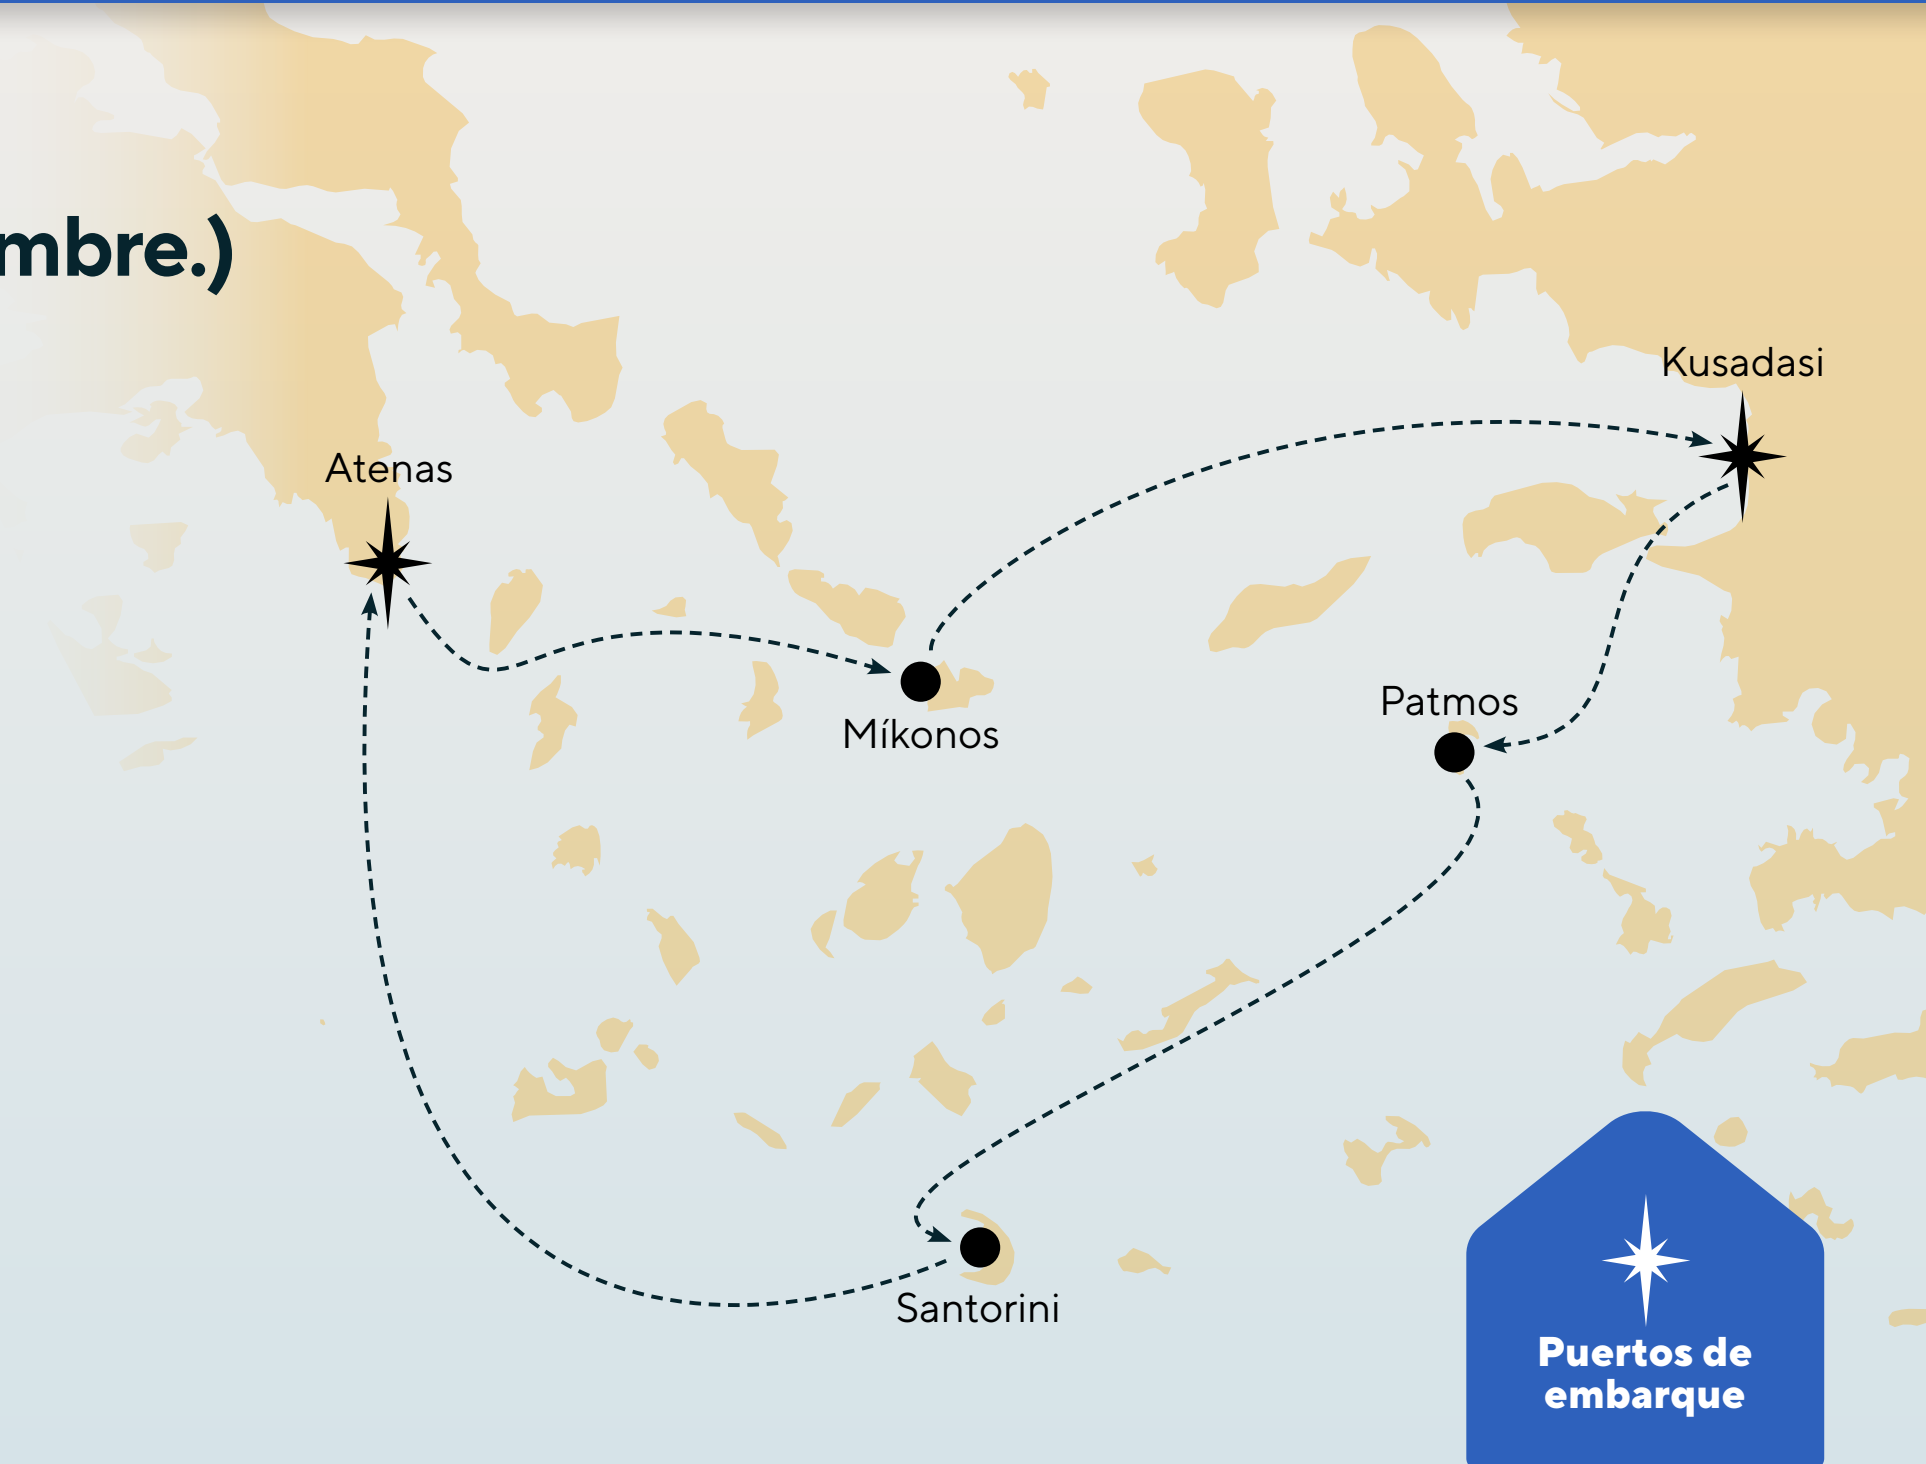 mbre.)
Kusadasi
Atenas
Patmos
Míkonos
Santorini
Puertos de
embarque